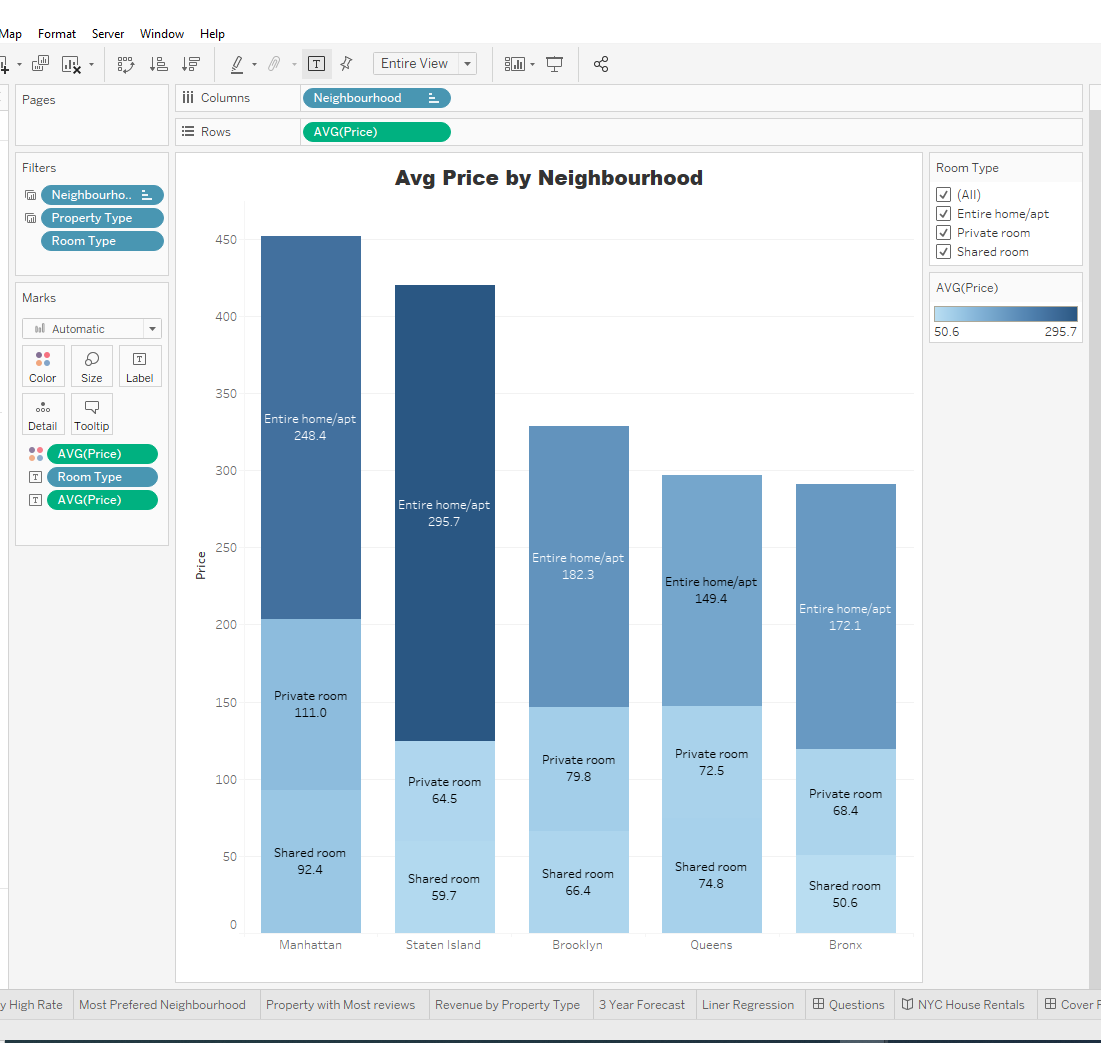 Map Format Server Window Help
Entire View
Pages
Columns
Neighbourhood
Rows
AVG(Price)
Filters
Neighbourho..
Property Type
Room Type
Marks
Automatic
Color Size Label
Detail Tooltip
AVG(Price)
Room Type
AVG(Price)
Avg Price by Neighbourhood
450
400
350
300
250
200
150
100
50
0
Price
Entire home/apt
248.4
Private room
111.0
Shared room
92.4
Manhattan
Entire home/apt
295.7
Private room
64.5
Shared room
59.7
Staten Island
Entire home/apt
182.3
Private room
79.8
Shared room
66.4
Brooklyn
Entire home/apt
149.4
Private room
72.5
Shared room
74.8
Queens
Entire home/apt
172.1
Private room
68.4
Shared room
50.6
Bronx
Room Type
(All)
Entire home/apt
Private room
Shared room
AVG(Price)
50.6 295.7
y High Rate Most Prefered Neighbourhood Property with Most reviews Revenue by Property Type 3 Year Forecast Liner Regression Questions NYC House Rentals Cover